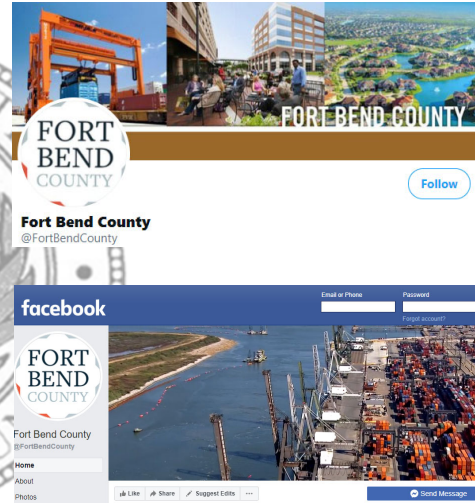 FORT BEND COUNTY
FORT
BEND
COUNTY
Follow
Fort Bend County
@FortBendCounty
facebook
Email or Phone
Password
Forgot account?
FORT
BEND
COUNTY
Fort Bend County
@FortBendCounty
Home
About
Photos
Like Share Suggest Edits ...
Send Message